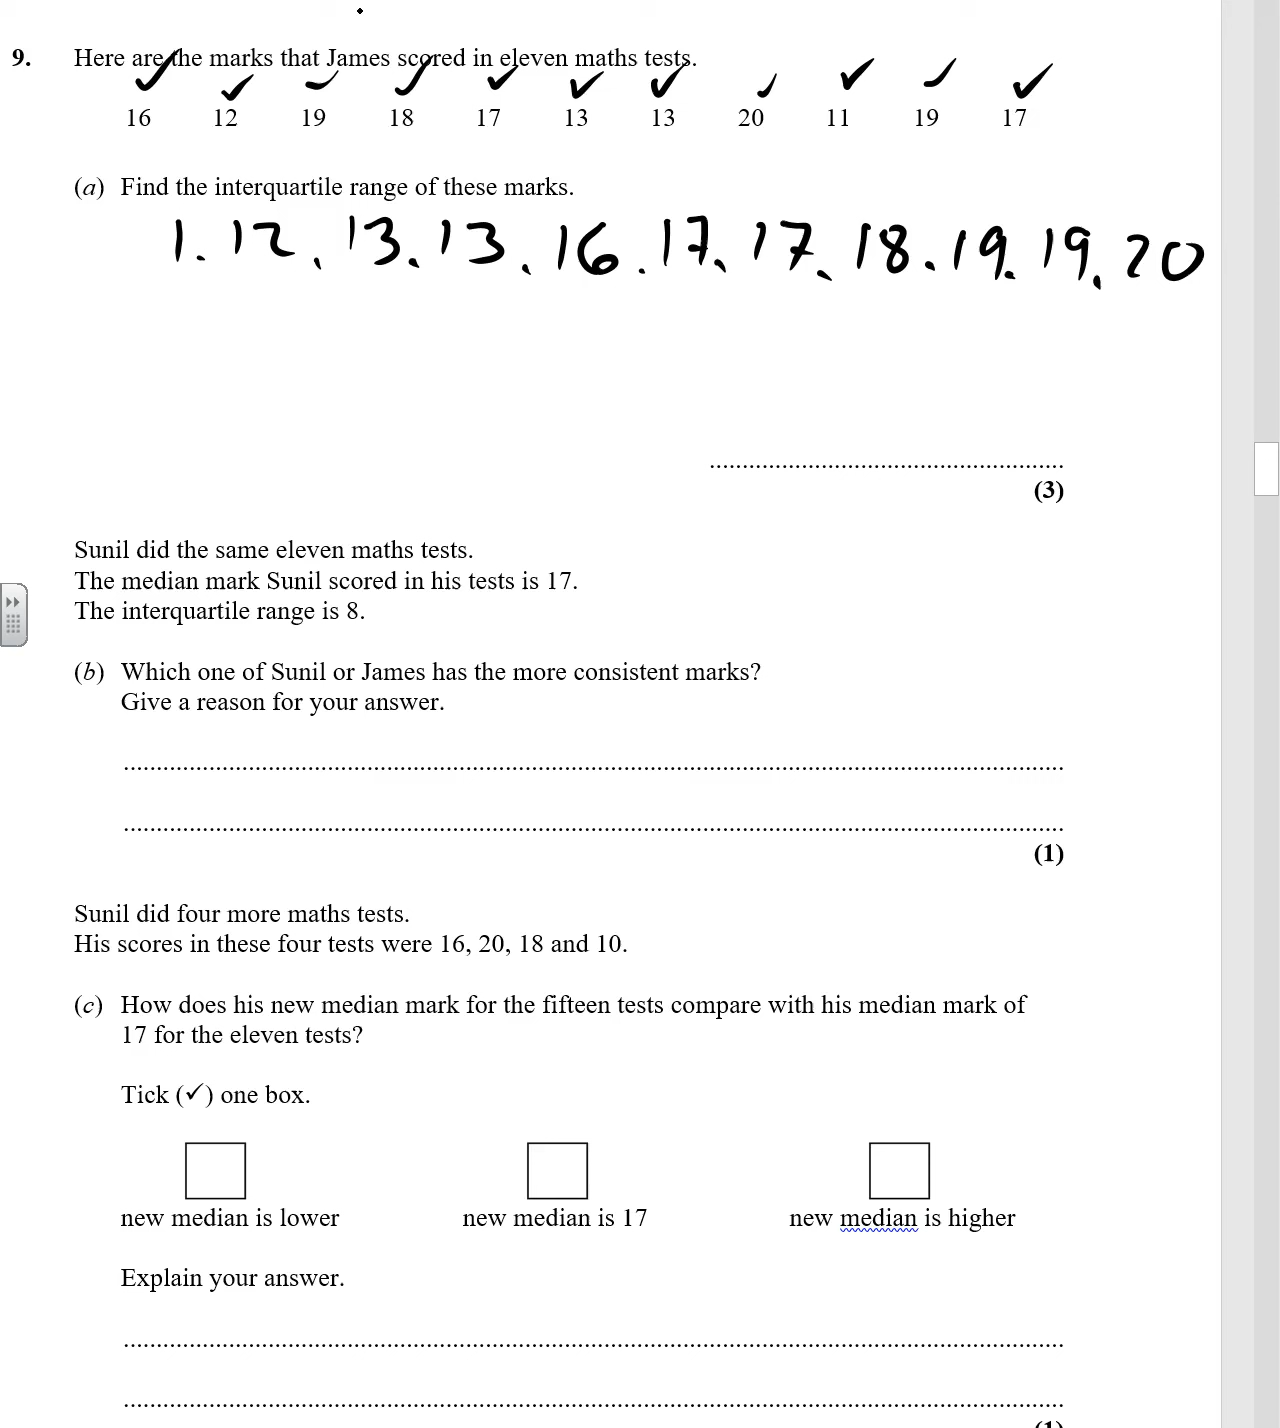 9. Here are the marks that James scored in eleven maths tests.
16 12 19 18 17 13 13 20 11 19 17
(a) Find the interquartile range of these marks.
1. 12, 13. 13, 16. 17, 17, 18. 19. 19, 20
..............................
(3)
Sunil did the same eleven maths tests.
The median mark Sunil scored in his tests is 17.
The interquartile range is 8.
(b) Which one of Sunil or James has the more consistent marks?
Give a reason for your answer.
..............................
..............................
(1)
Sunil did four more maths tests.
His scores in these four tests were 16, 20, 18 and 10.
(c) How does his new median mark for the fifteen tests compare with his median mark of
17 for the eleven tests?
Tick (✓) one box.
new median is lower new median is 17 new median is higher
Explain your answer.
..............................
..............................